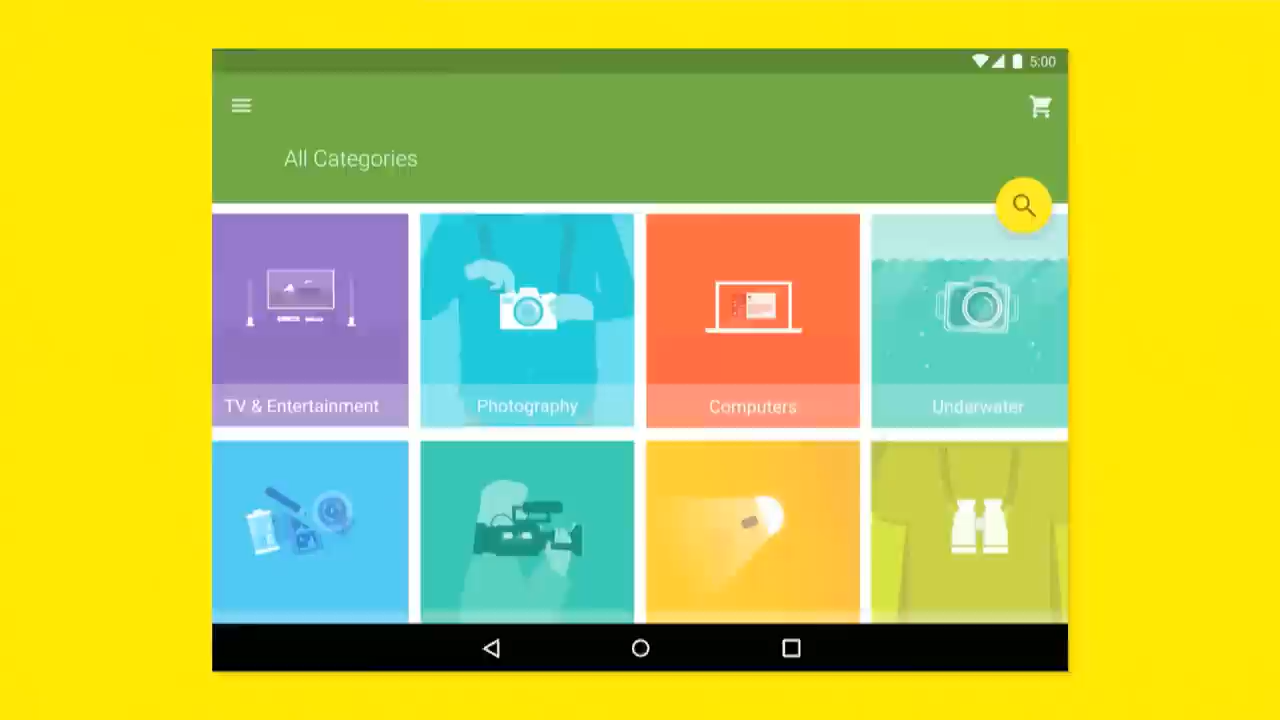 5:00
All Categories
TV & Entertainment
Photography
Computers
Underwater